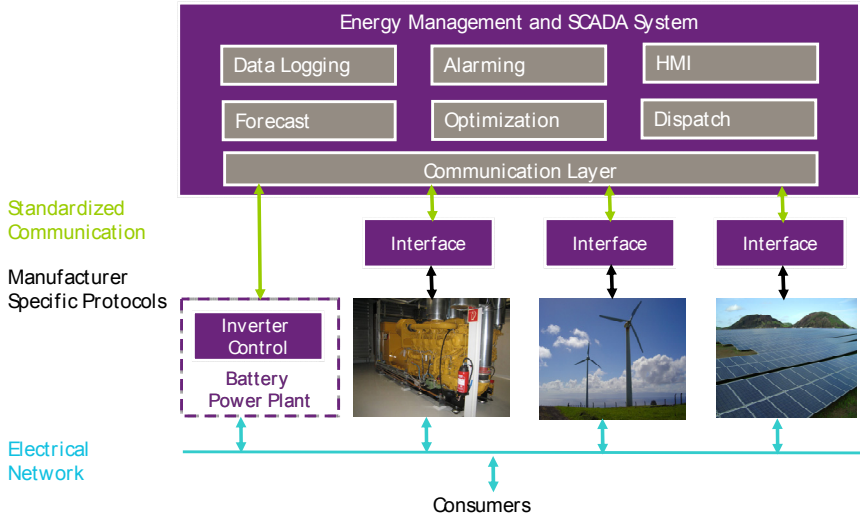 Energy Management and SCADA System
Data Logging
Alarming
HMI
Forecast
Optimization
Dispatch
Communication Layer
Standardized
Communication
Interface
Interface
Interface
Manufacturer
Specific Protocols
Inverter
Control
Battery
Power Plant
Electrical
Network
Consumers